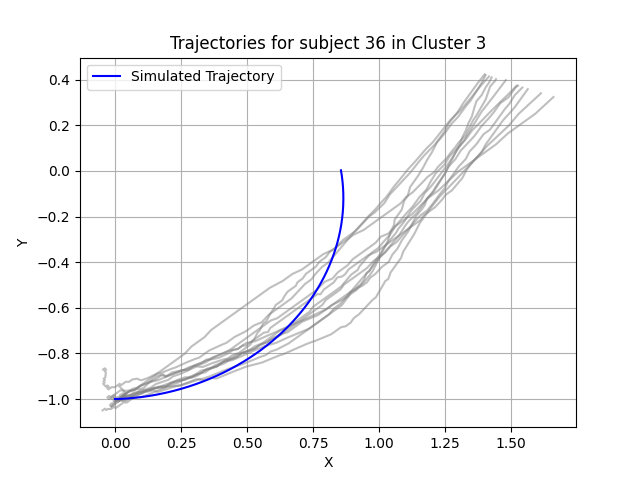 Trajectories for subject 36 in Cluster 3
Simulated Trajectory
Y
0.4
0.2
0.0
−0.2
−0.4
−0.6
−0.8
−1.0
0.00 0.25 0.50 0.75 1.00 1.25 1.50
X